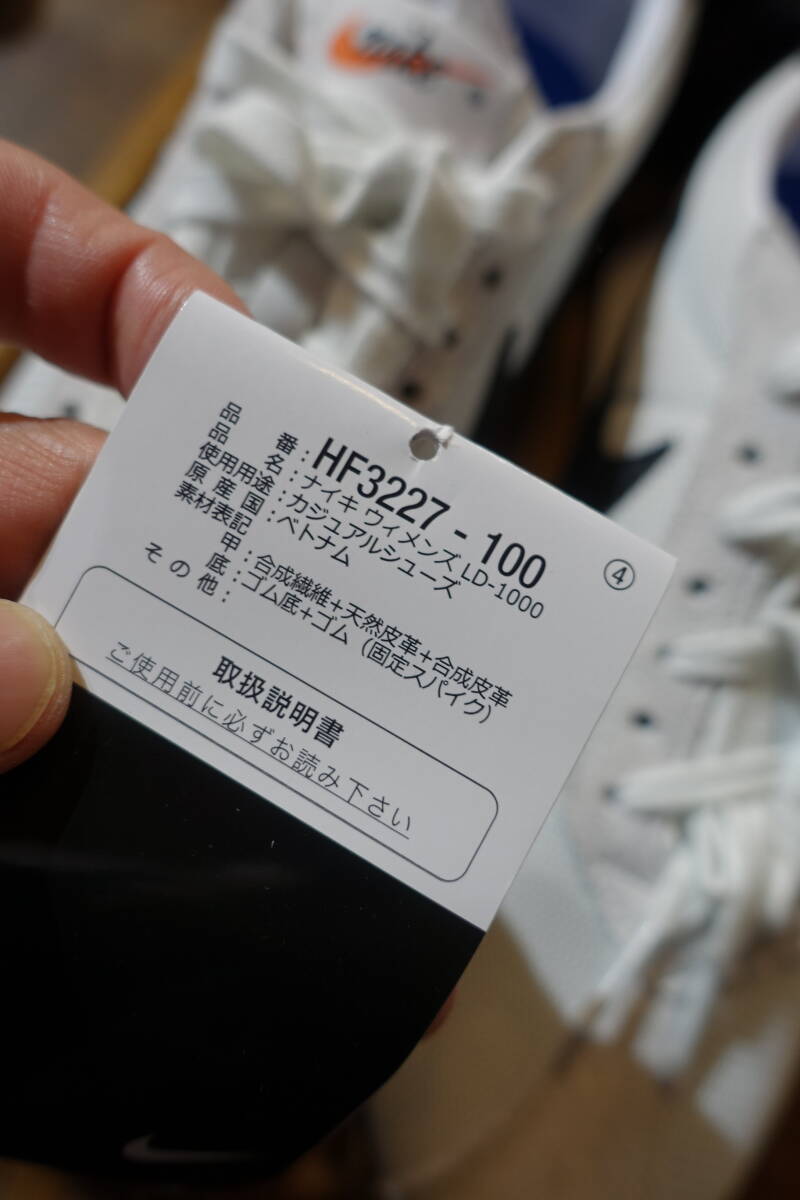 品番：HF3227-100
品名：ナイキ ウィメンズ LD-1000
使用用途：カジュアルシューズ
原産国：ベトナム
素材表記
甲：合成繊維+天然皮革+合成皮革
底：ゴム底+ゴム（固定スパイク）
その他：
④
取扱説明書
ご使用前に必ずお読み下さい